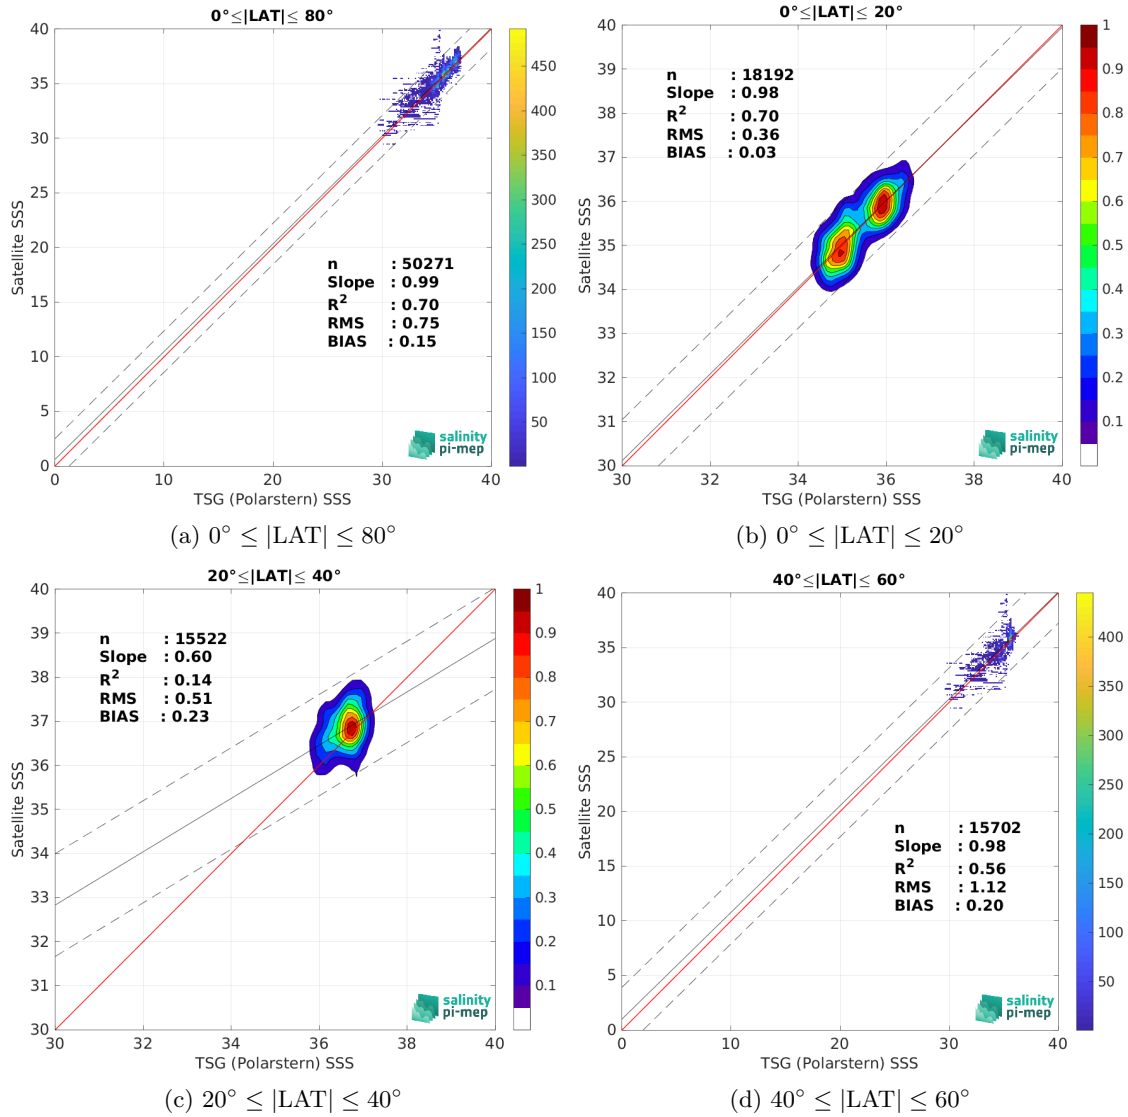 0°≤|LAT|≤ 80°
40
35
30
25
20
15
10
5
0
0
10
20
30
40
Satellite SSS
TSG (Polarstern) SSS
n : 50271
Slope : 0.99
R² : 0.70
RMS : 0.75
BIAS : 0.15
salinity
pi-mep
450
400
350
300
250
200
150
100
50
(a) 0° ≤ |LAT| ≤ 80°
0°≤|LAT|≤ 20°
40
39
38
37
36
35
34
33
32
31
30
30
32
34
36
38
40
Satellite SSS
TSG (Polarstern) SSS
n : 18192
Slope : 0.98
R² : 0.70
RMS : 0.36
BIAS : 0.03
salinity
pi-mep
1
0.9
0.8
0.7
0.6
0.5
0.4
0.3
0.2
0.1
(b) 0° ≤ |LAT| ≤ 20°
20°≤|LAT|≤ 40°
40
39
38
37
36
35
34
33
32
31
30
30
32
34
36
38
40
Satellite SSS
TSG (Polarstern) SSS
n : 15522
Slope : 0.60
R² : 0.14
RMS : 0.51
BIAS : 0.23
salinity
pi-mep
1
0.9
0.8
0.7
0.6
0.5
0.4
0.3
0.2
0.1
(c) 20° ≤ |LAT| ≤ 40°
40°≤|LAT|≤ 60°
40
35
30
25
20
15
10
5
0
0
10
20
30
40
Satellite SSS
TSG (Polarstern) SSS
n : 15702
Slope : 0.98
R² : 0.56
RMS : 1.12
BIAS : 0.20
salinity
pi-mep
400
350
300
250
200
150
100
50
(d) 40° ≤ |LAT| ≤ 60°